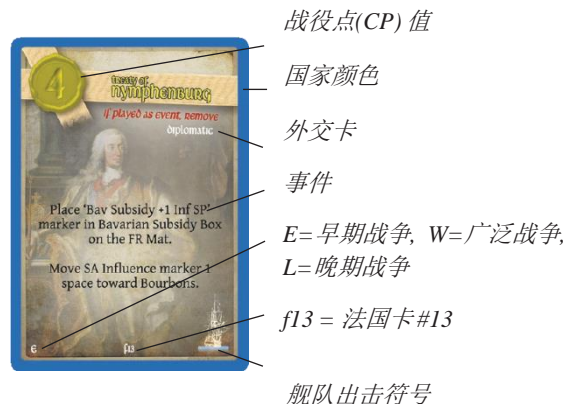 战役点(CP) 值
国家颜色
外交卡
事件
E=早期战争, W=广泛战争,
L=晚期战争
f13 = 法国卡#13
舰队出击符号
4
treaty of
nymphenburg
if played as event, remove
diplomatic
Place 'Bav Subsidy +1 Inf SP'
marker in Bavarian Subsidy Box
on the FR Mat.
Move SA Influence marker 1
space toward Bourbons.
E
f13